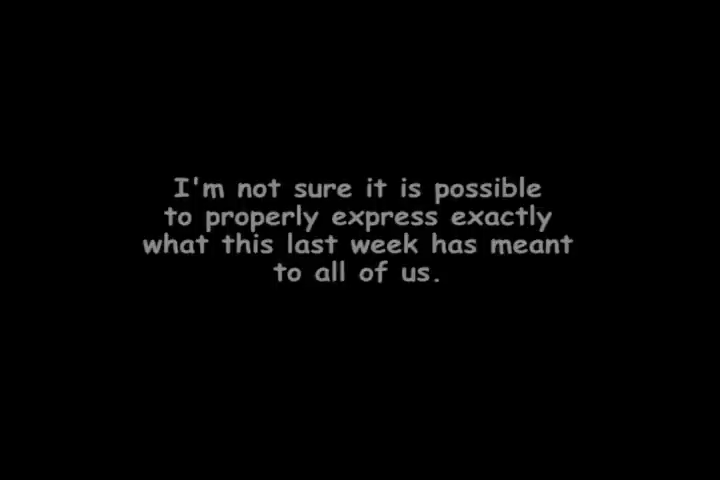 I'm not sure it is possible
to properly express exactly
what this last week has meant
to all of us.